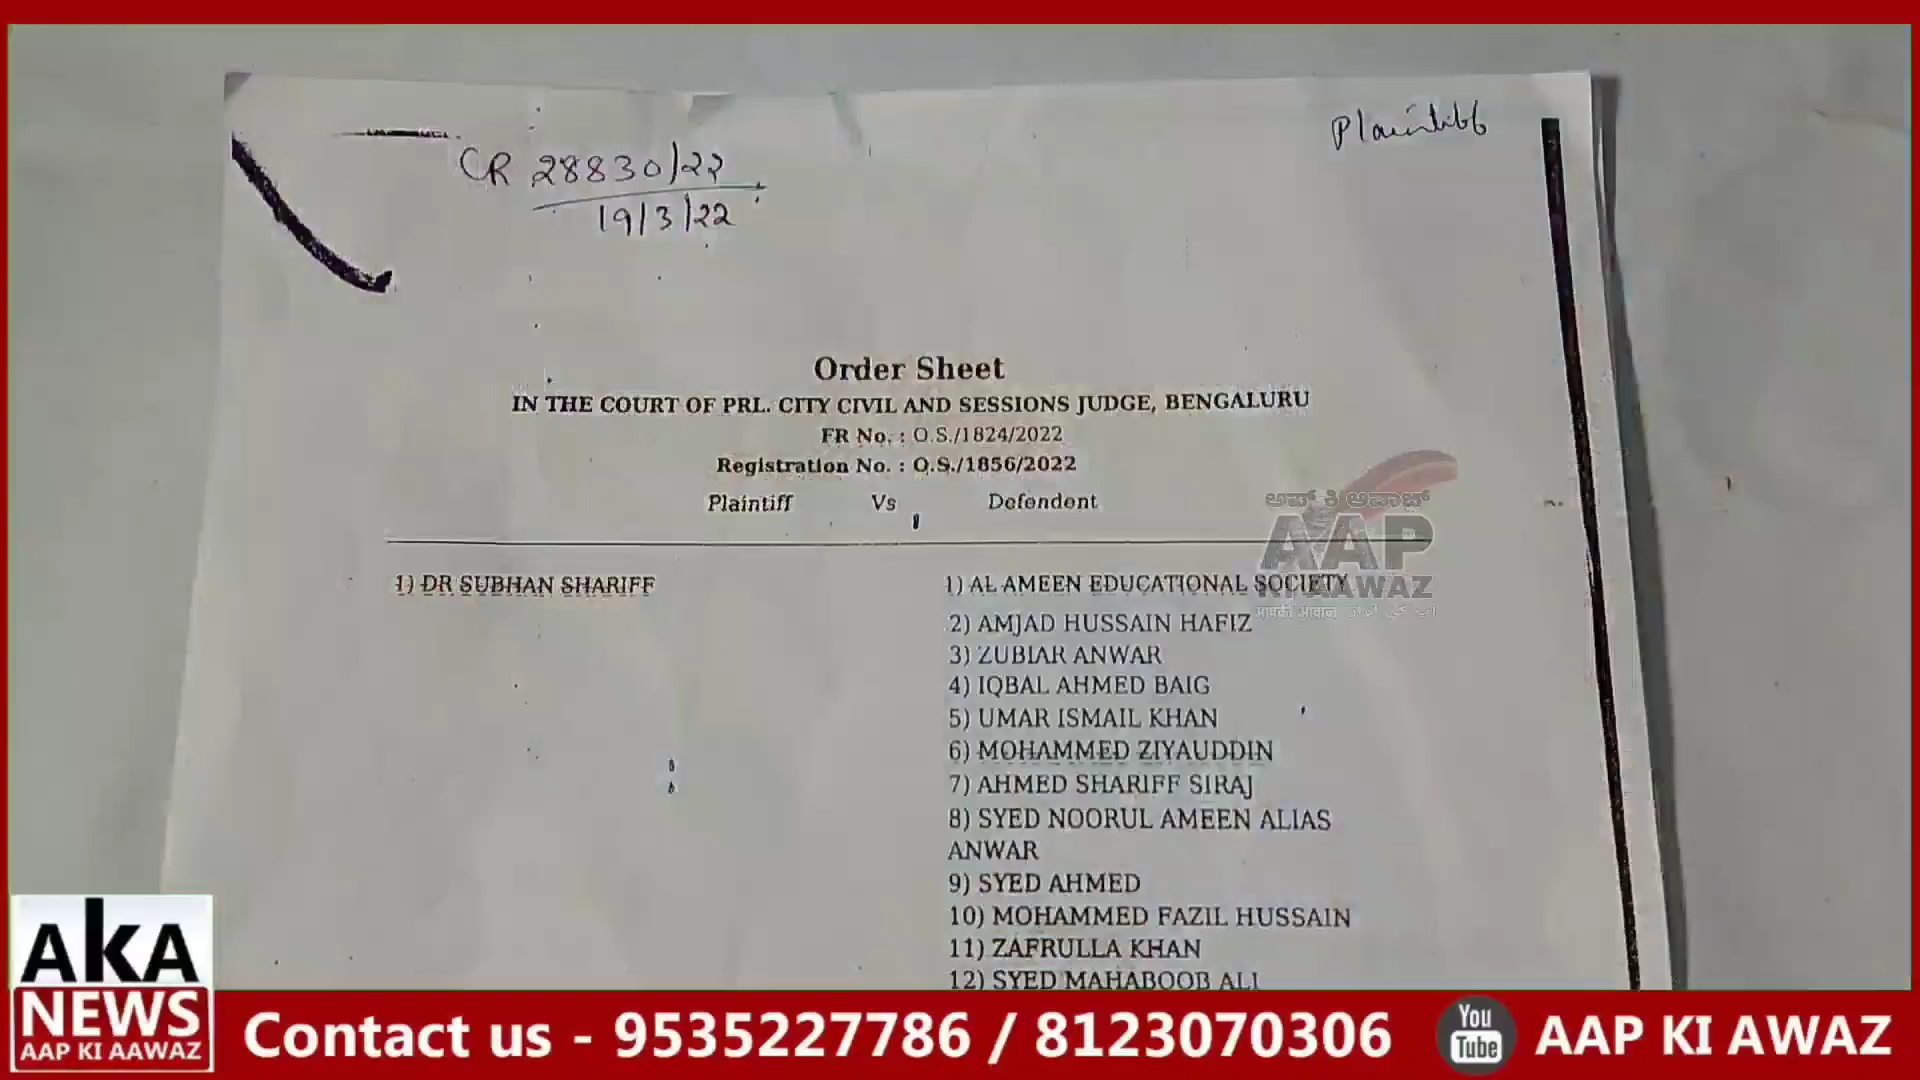 CR 28830/22
19/3/22
Plaintiff
Order Sheet
IN THE COURT OF PRL. CITY CIVIL AND SESSIONS JUDGE, BENGALURU
FR No. : O.S./1824/2022
Registration No. : O.S./1856/2022
Plaintiff Vs Defendent
1) DR SUBHAN SHARIFF
1) AL AMEEN EDUCATIONAL SOCIETY
2) AMJAD HUSSAIN HAFIZ
3) ZUBIAR ANWAR
4) IQBAL AHMED BAIG
5) UMAR ISMAIL KHAN
6) MOHAMMED ZIYAUDDIN
7) AHMED SHARIFF SIRAJ
8) SYED NOORUL AMEEN ALIAS
ANWAR
9) SYED AHMED
10) MOHAMMED FAZIL HUSSAIN
11) ZAFRULLA KHAN
12) SYED MAHABOOB ALI
ಆಪ್ ಕಿ ಆವಾಜ್
AAP
KI AAWAZ
आपकी आवाज
AKA
NEWS
AAP KI AAWAZ
Contact us - 9535227786 / 8123070306
You
Tube
AAP KI AWAZ